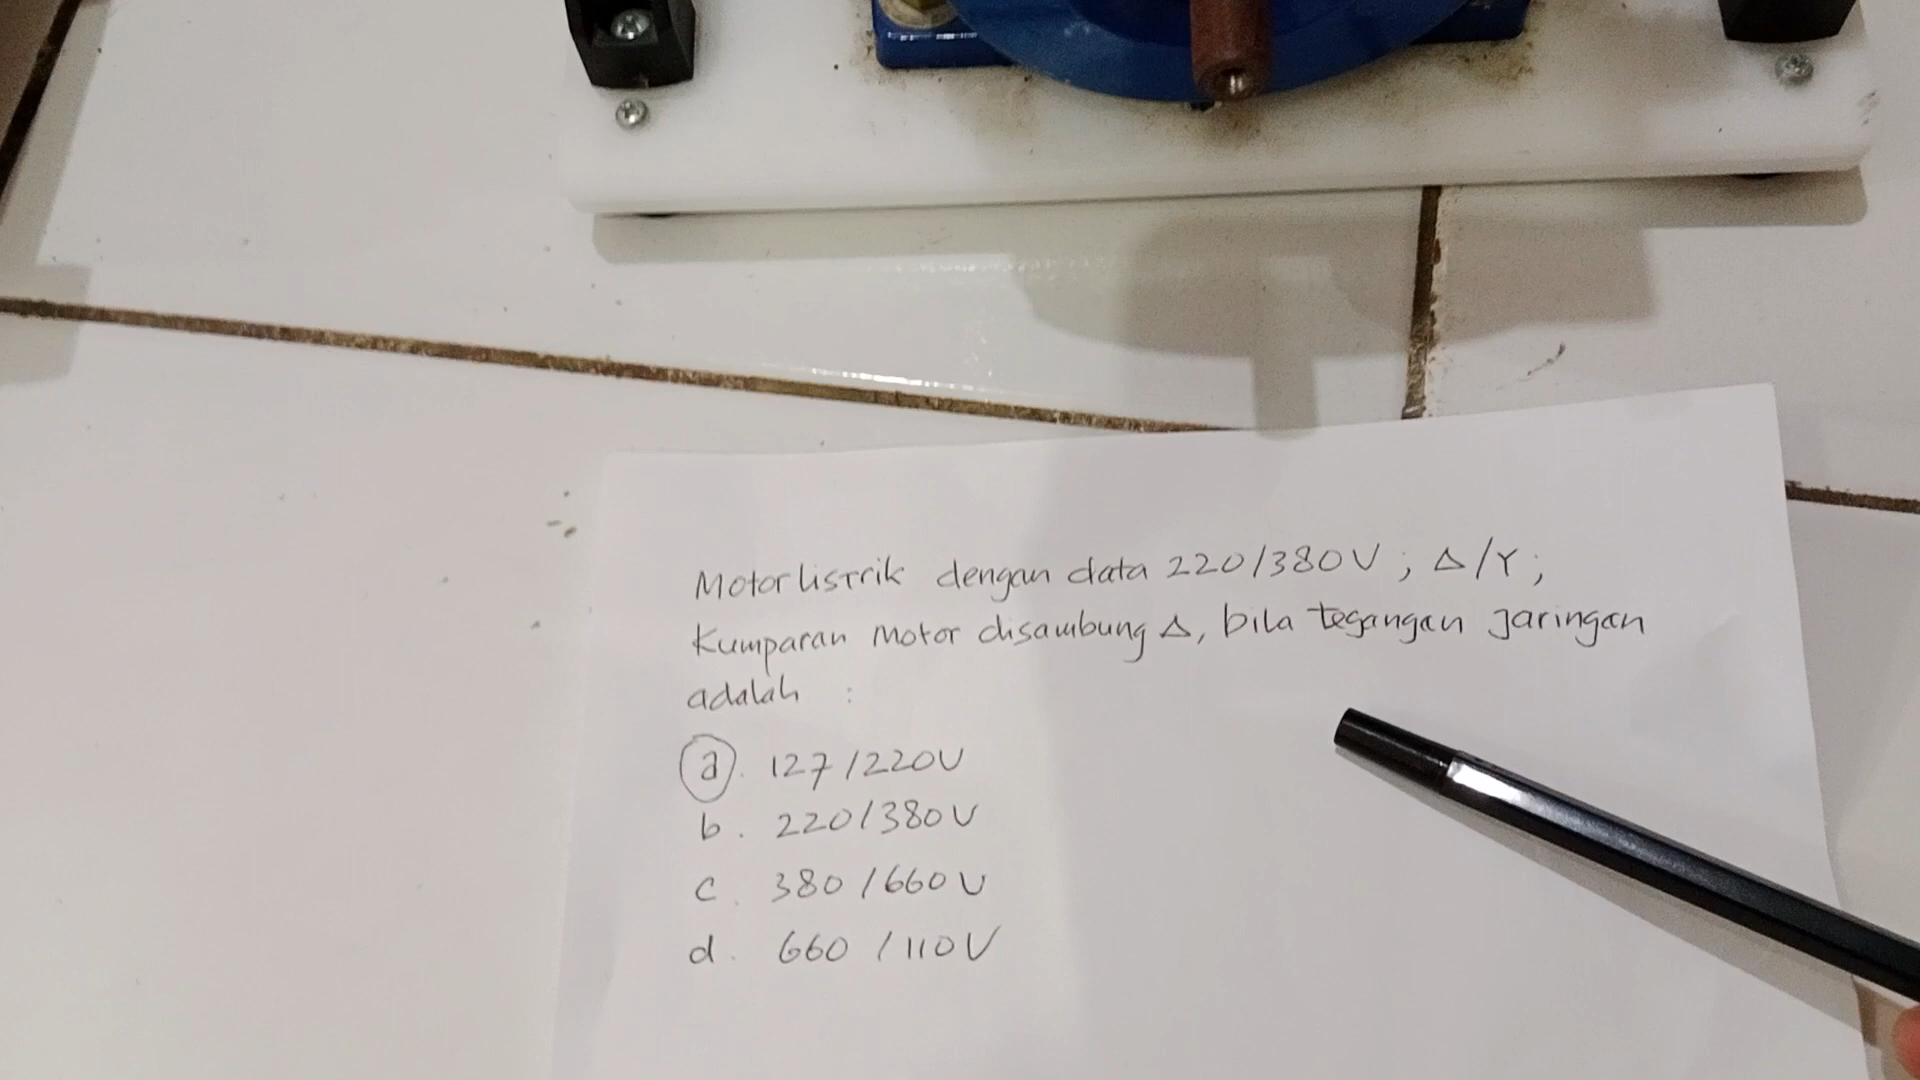 Motor listrik dengan data 220/380V ; Δ/Y ;
Kumparan motor disambung Δ, bila tegangan jaringan
adalah :
a. 127/220V
b. 220/380V
c. 380/660V
d. 660/110V